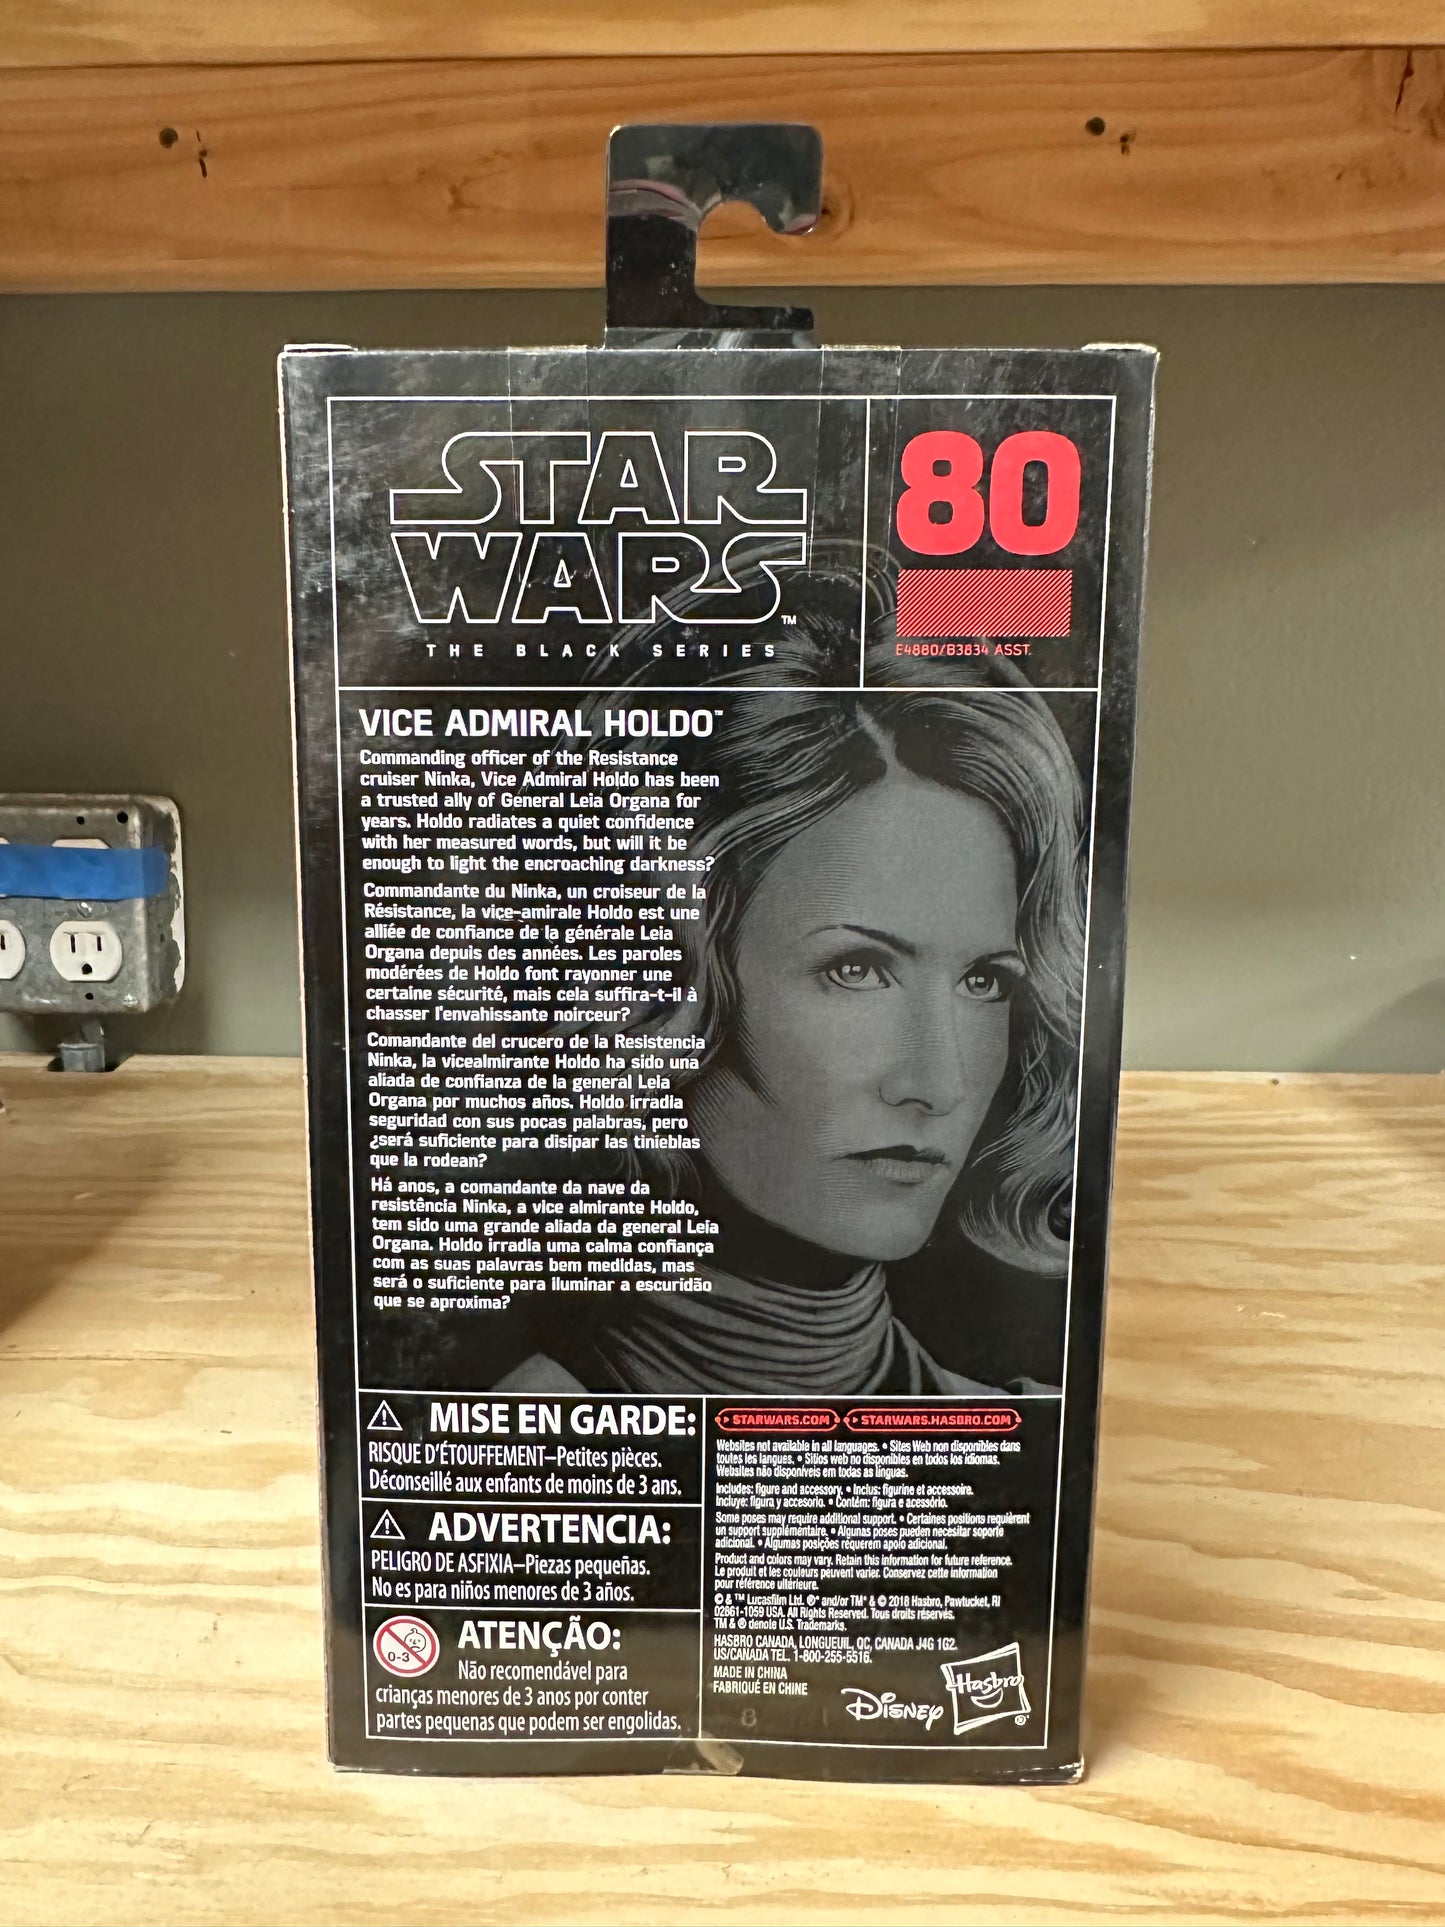 STAR
WARS™
THE BLACK SERIES
80
E4880/B3834 ASST.
VICE ADMIRAL HOLDO™
Commanding officer of the Resistance
cruiser Ninka, Vice Admiral Holdo has been
a trusted ally of General Leia Organa for
years. Holdo radiates a quiet confidence
with her measured words, but will it be
enough to light the encroaching darkness?
Commandante du Ninka, un croiseur de la
Résistance, la vice-amirale Holdo est une
alliée de confiance de la générale Leia
Organa depuis des années. Les paroles
modérées de Holdo font rayonner une
certaine sécurité, mais cela suffira-t-il à
chasser l'envahissante noirceur?
Comandante del crucero de la Resistencia
Ninka, la vicealmirante Holdo ha sido una
aliada de confianza de la general Leia
Organa por muchos años. Holdo irradia
seguridad con sus pocas palabras, pero
¿será suficiente para disipar las tinieblas
que la rodean?
Há anos, a comandante da nave da
resistência Ninka, a vice almirante Holdo,
tem sido uma grande aliada da general Leia
Organa. Holdo irradia uma calma confiança
com as suas palavras bem medidas, mas
será o suficiente para iluminar a escuridão
que se aproxima?
MISE EN GARDE:
RISQUE D'ÉTOUFFEMENT–Petites pièces.
Déconseillé aux enfants de moins de 3 ans.
ADVERTENCIA:
PELIGRO DE ASFIXIA–Piezas pequeñas.
No es para niños menores de 3 años.
0-3
ATENÇÃO:
Não recomendável para
crianças menores de 3 anos por conter
partes pequenas que podem ser engolidas.
STARWARS.COM STARWARS.HASBRO.COM
Websites not available in all languages. • Sites Web non disponibles dans
toutes les langues. • Sitios web no disponibles en todos los idiomas.
Websites não disponíveis em todas as línguas.
Includes: figure and accessory. • Inclus: figurine et accessoire.
Incluye: figura y accesorio. • Contém: figura e acessório.
Some poses may require additional support. • Certaines positions requièrent
un support supplémentaire. • Algunas poses pueden necesitar soporte
adicional. • Algumas posições requerem apoio adicional.
Product and colors may vary. Retain this information for future reference.
Le produit et les couleurs peuvent varier. Conservez cette information
pour référence ultérieure.
© & ™ Lucasfilm Ltd. ®* and/or TM* & © 2018 Hasbro, Pawtucket, RI
02861-1059 USA. All Rights Reserved. Tous droits réservés.
TM & ® denote U.S. Trademarks.
HASBRO CANADA, LONGUEUIL, QC, CANADA J4G 1G2.
US/CANADA TEL. 1-800-255-5516.
MADE IN CHINA
FABRIQUÉ EN CHINE
8
Disney
Hasbro®